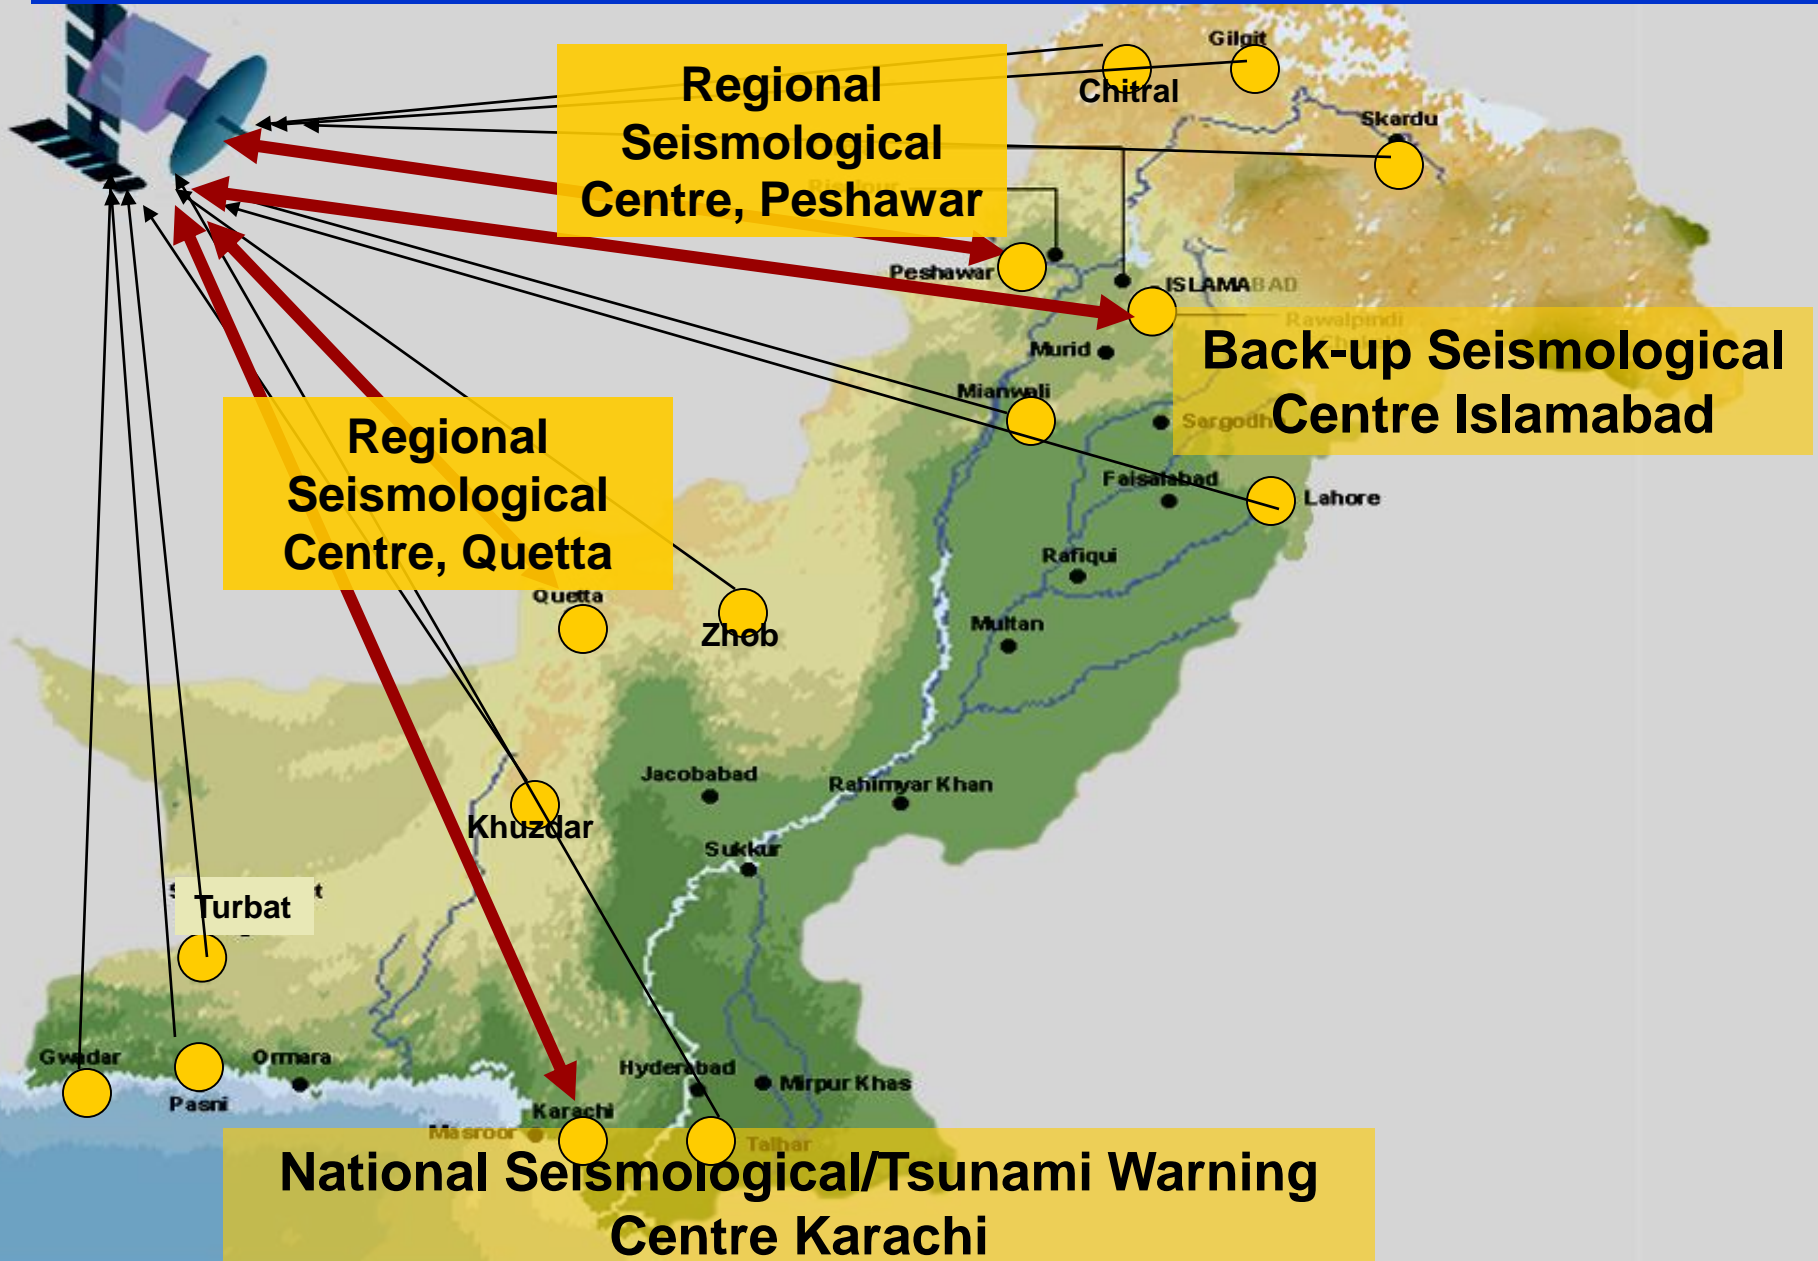 Gilgit
Chitral
Skardu
Regional
Seismological
Centre, Peshawar
Peshawar
ISLAMABAD
Rawalpindi
Back-up Seismological
Centre Islamabad
Murid
Mianwali
Sargodha
Faisalabad
Lahore
Regional
Seismological
Centre, Quetta
Rafiqui
Quetta
Zhob
Multan
Jacobabad
Rahimyar Khan
Khuzdar
Sukkur
Turbat
Gwadar
Ormara
Pasni
Hyderabad
Mirpur Khas
Karachi
Masroor
Talhar
National Seismological/Tsunami Warning
Centre Karachi